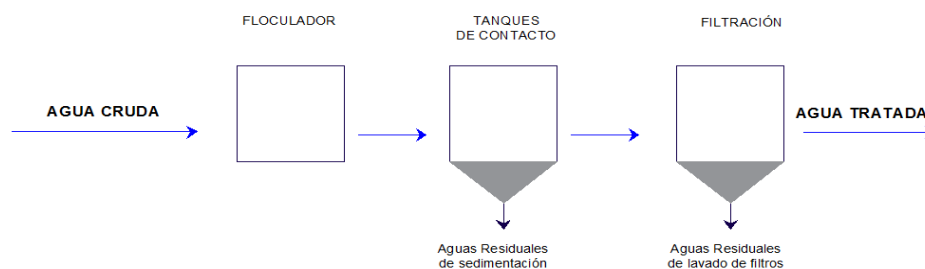 FLOCULADOR
TANQUES
DE CONTACTO
FILTRACIÓN
AGUA CRUDA
AGUA TRATADA
Aguas Residuales
de sedimentación
Aguas Residuales
de lavado de filtros